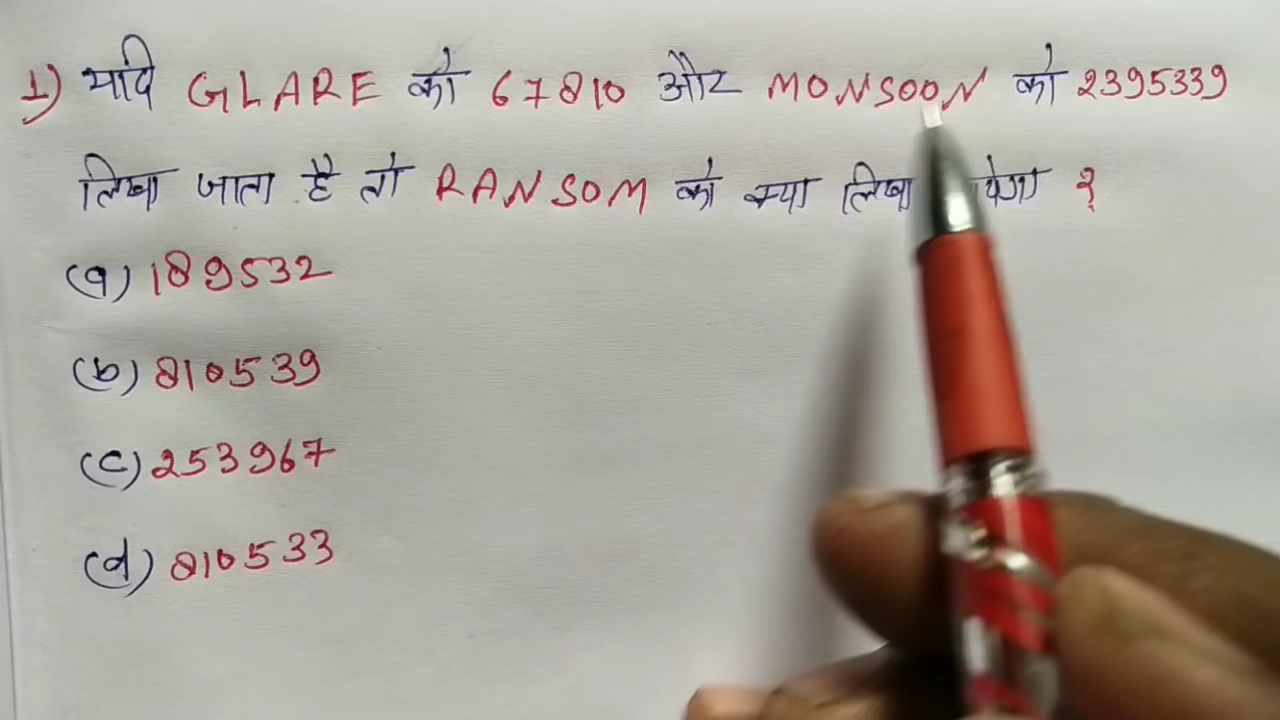 1) यदि GLARE को 67810 और MONSOON को 2395339
लिखा जाता है तो RANSOM को क्या लिखा ?
(a) 189532
(b) 810539
(c) 253967
(d) 810533